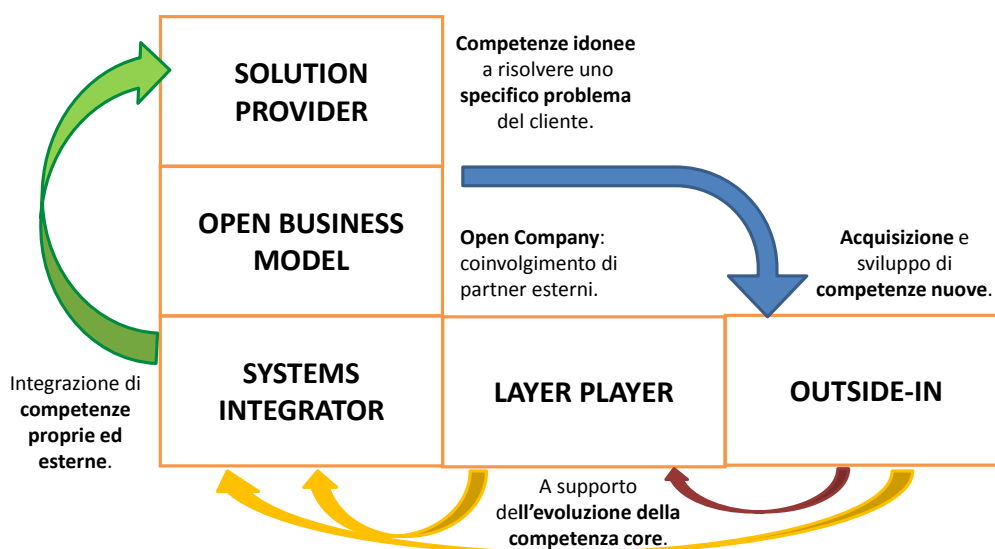 SOLUTION
PROVIDER
Competenze idonee
a risolvere uno
specifico problema
del cliente.
OPEN BUSINESS
MODEL
Open Company:
coinvolgimento di
partner esterni.
Acquisizione e
sviluppo di
competenze nuove.
SYSTEMS
INTEGRATOR
LAYER PLAYER
OUTSIDE-IN
Integrazione di
competenze
proprie ed
esterne.
A supporto
dell'evoluzione della
competenza core.